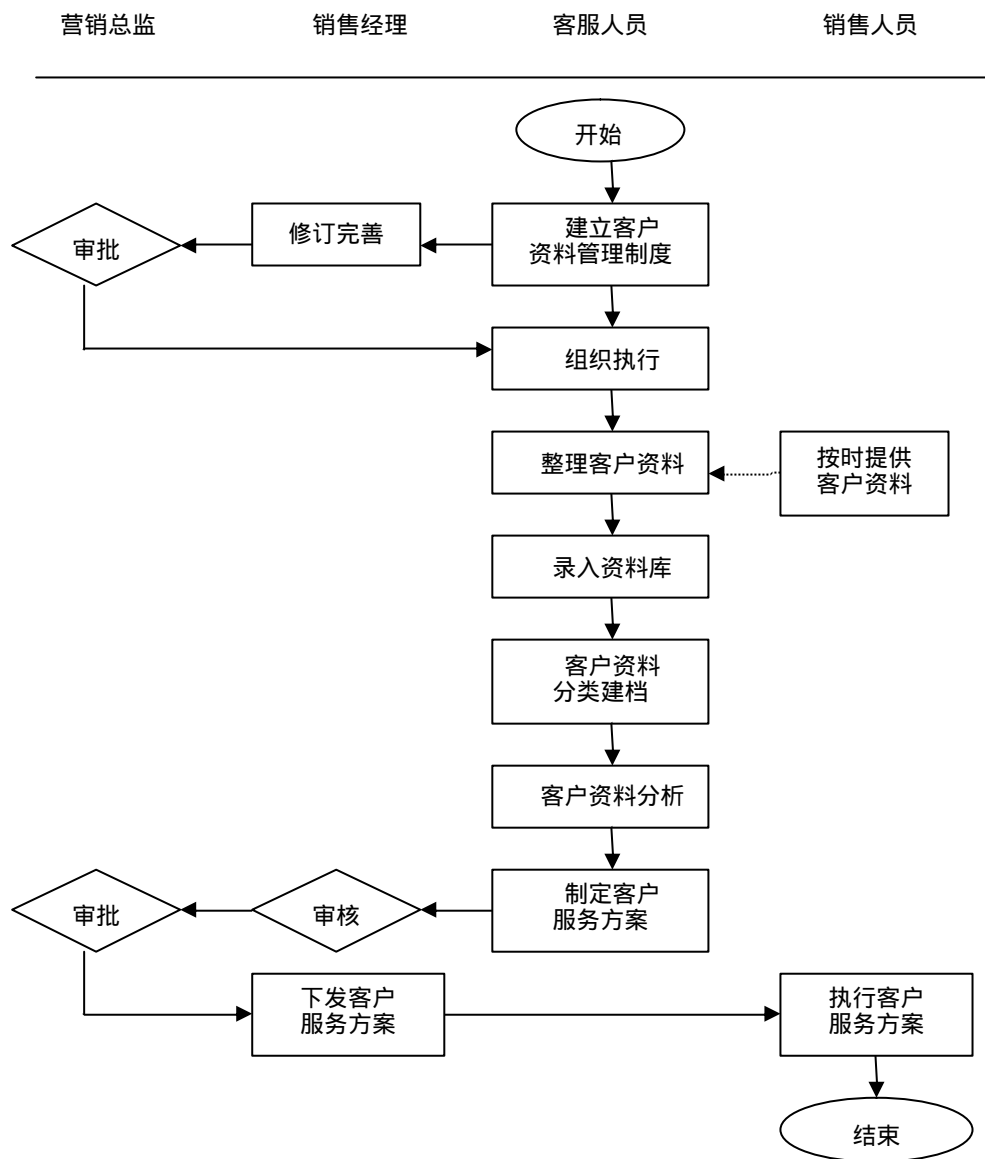 营销总监 销售经理 客服人员 销售人员
开始
审批
修订完善
建立客户
资料管理制度
组织执行
整理客户资料
按时提供
客户资料
录入资料库
客户资料
分类建档
客户资料分析
审批
审核
制定客户
服务方案
下发客户
服务方案
执行客户
服务方案
结束